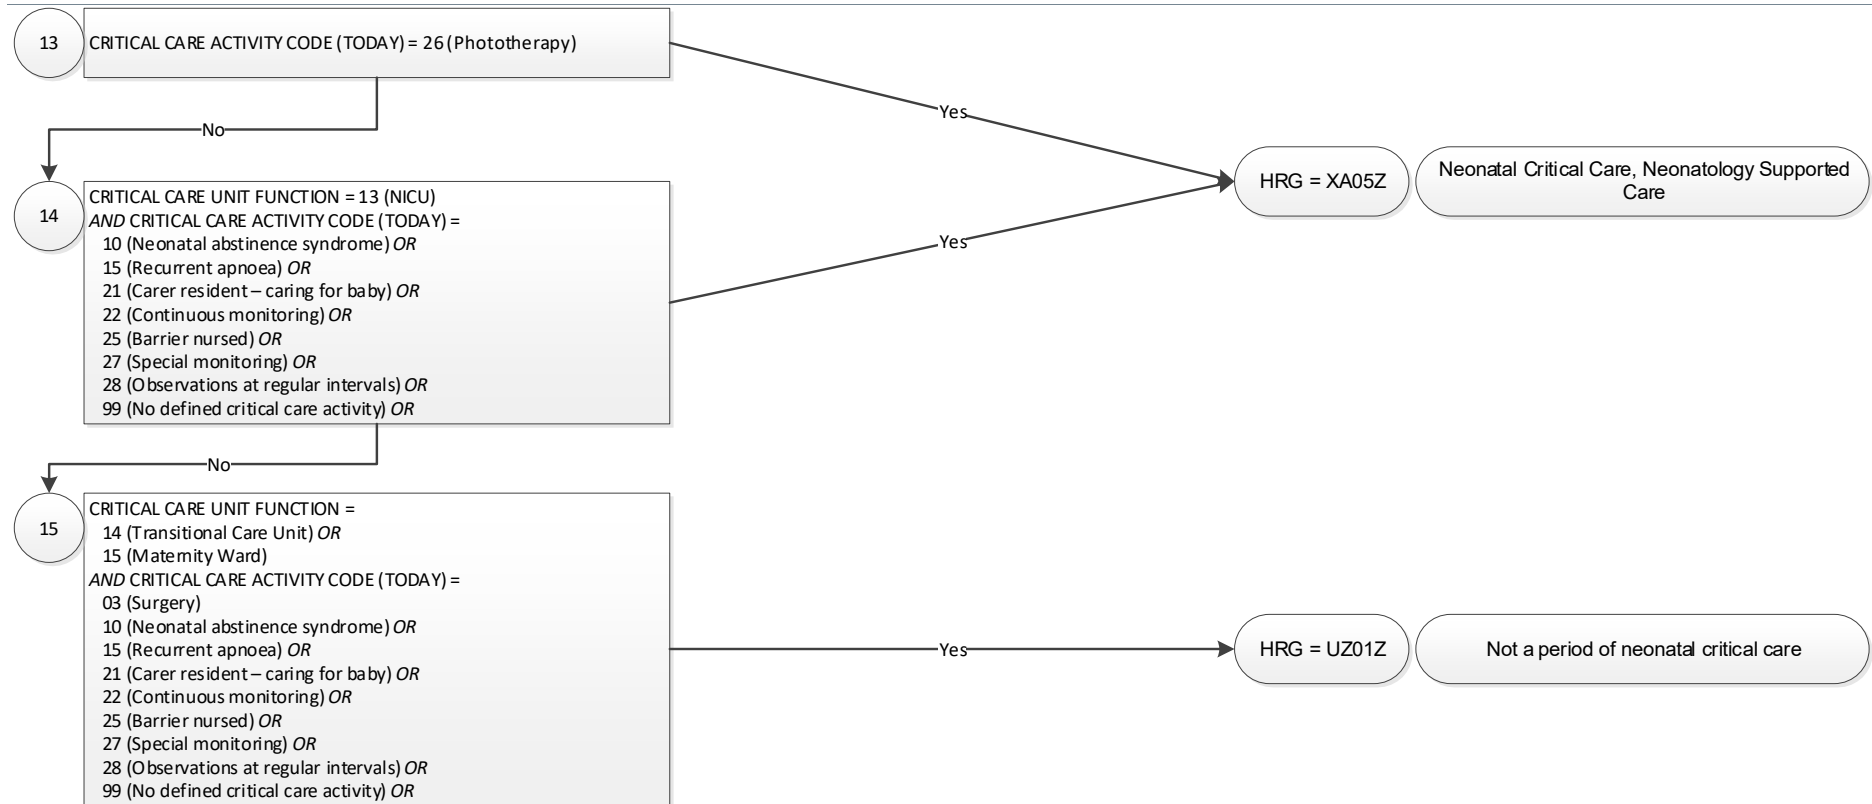 13
CRITICAL CARE ACTIVITY CODE (TODAY) = 26 (Phototherapy)
Yes
No
HRG = XA05Z
Neonatal Critical Care, Neonatology Supported
Care
14
CRITICAL CARE UNIT FUNCTION = 13 (NICU)
AND CRITICAL CARE ACTIVITY CODE (TODAY) =
10 (Neonatal abstinence syndrome) OR
15 (Recurrent apnoea) OR
21 (Carer resident – caring for baby) OR
22 (Continuous monitoring) OR
25 (Barrier nursed) OR
27 (Special monitoring) OR
28 (Observations at regular intervals) OR
99 (No defined critical care activity) OR
Yes
No
15
CRITICAL CARE UNIT FUNCTION =
14 (Transitional Care Unit) OR
15 (Maternity Ward)
AND CRITICAL CARE ACTIVITY CODE (TODAY) =
03 (Surgery)
10 (Neonatal abstinence syndrome) OR
15 (Recurrent apnoea) OR
21 (Carer resident – caring for baby) OR
22 (Continuous monitoring) OR
25 (Barrier nursed) OR
27 (Special monitoring) OR
28 (Observations at regular intervals) OR
99 (No defined critical care activity) OR
Yes
HRG = UZ01Z
Not a period of neonatal critical care